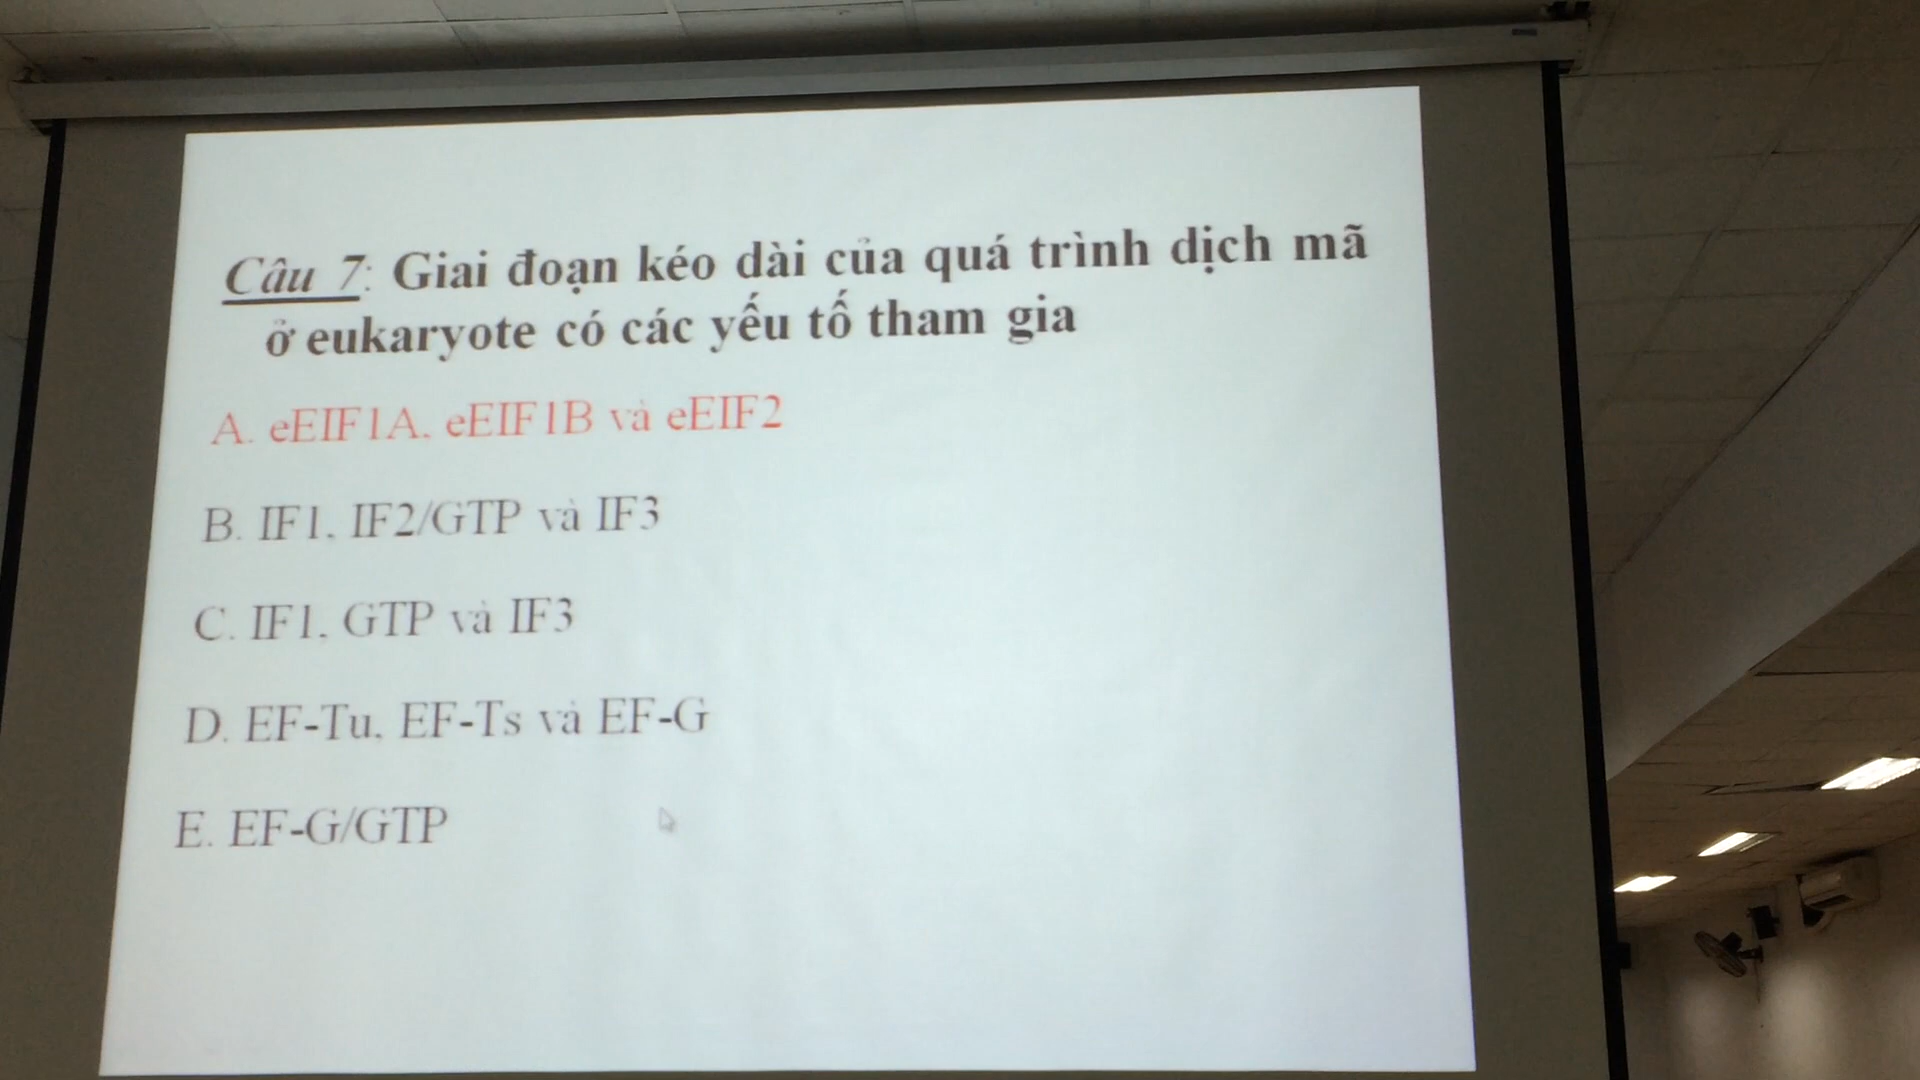 Câu 7: Giai đoạn kéo dài của quá trình dịch mã
ở eukaryote có các yếu tố tham gia
A. eEIF1A. eEIF1B và eEIF2
B. IF1. IF2/GTP và IF3
C. IF1. GTP và IF3
D. EF-Tu. EF-Ts và EF-G
E. EF-G/GTP